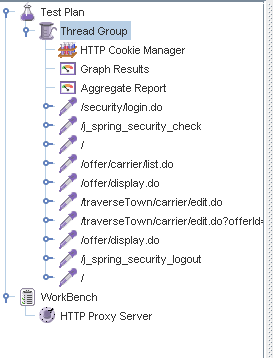 Test Plan
Thread Group
HTTP Cookie Manager
Graph Results
Aggregate Report
/security/login.do
/j_spring_security_check
/
/offer/carrier/list.do
/offer/display.do
/traverseTown/carrier/edit.do
/traverseTown/carrier/edit.do?offerId=
/offer/display.do
/j_spring_security_logout
/
WorkBench
HTTP Proxy Server